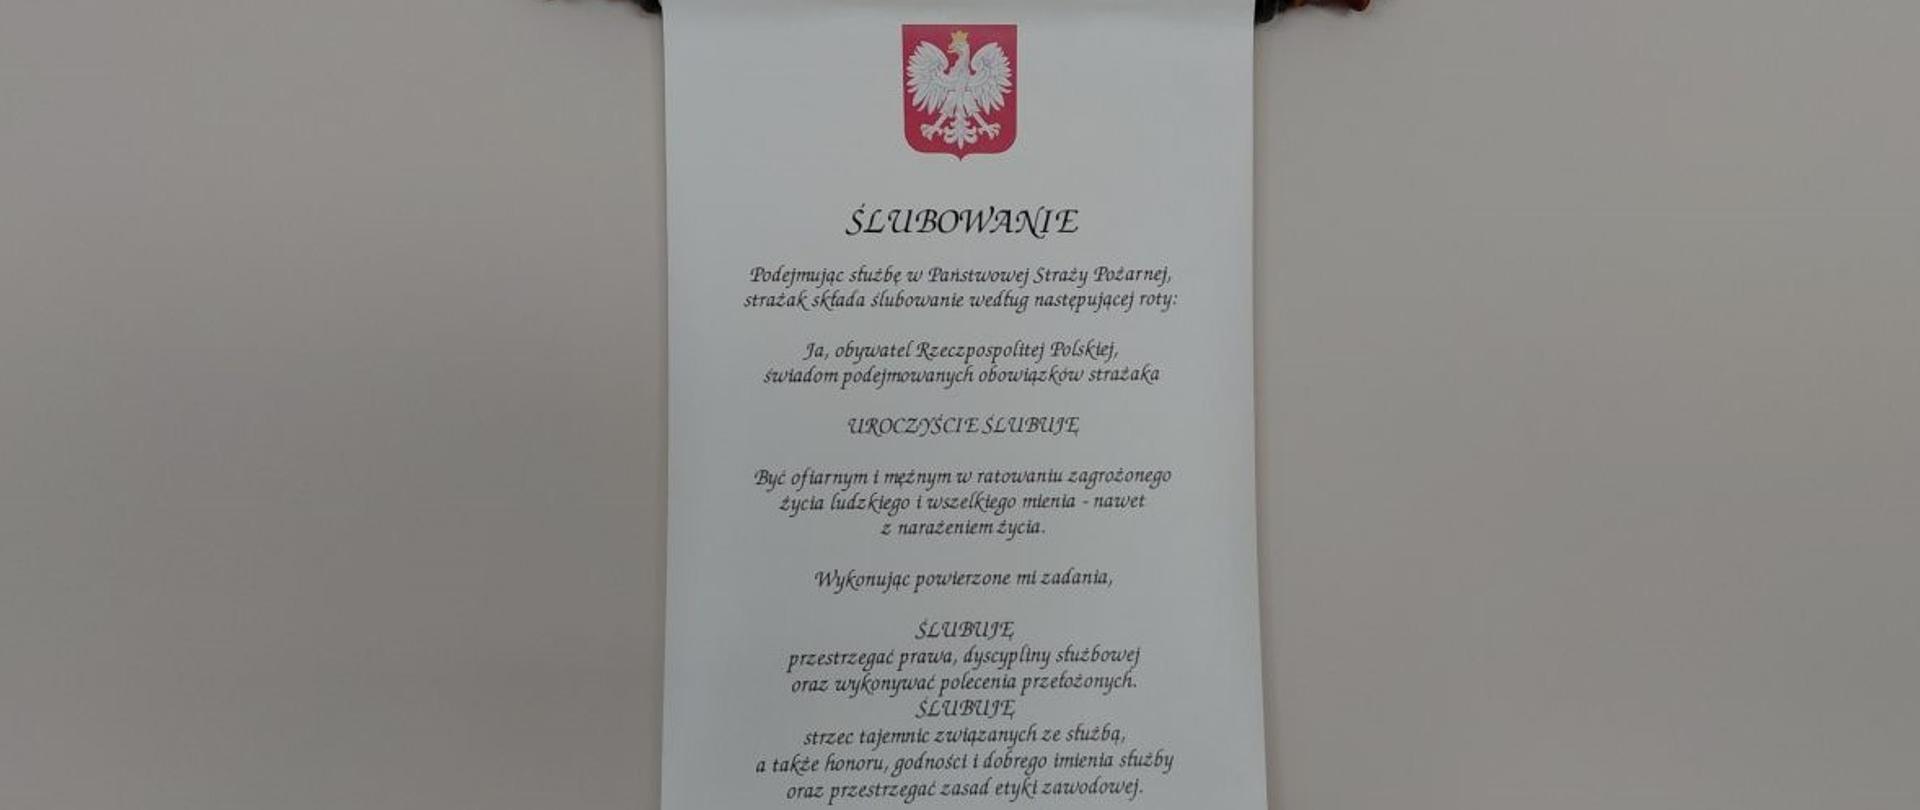 ŚLUBOWANIE
Podejmując służbę w Państwowej Straży Pożarnej,
strażak składa ślubowanie według następującej roty:
Ja, obywatel Rzeczpospolitej Polskiej,
świadom podejmowanych obowiązków strażaka
UROCZYŚCIE ŚLUBUJĘ
Być ofiarnym i mężnym w ratowaniu zagrożonego
życia ludzkiego i wszelkiego mienia - nawet
z narażeniem życia.
Wykonując powierzone mi zadania,
ŚLUBUJĘ
przestrzegać prawa, dyscypliny służbowej
oraz wykonywać polecenia przełożonych.
ŚLUBUJĘ
strzec tajemnic związanych ze służbą,
a także honoru, godności i dobrego imienia służby
oraz przestrzegać zasad etyki zawodowej.